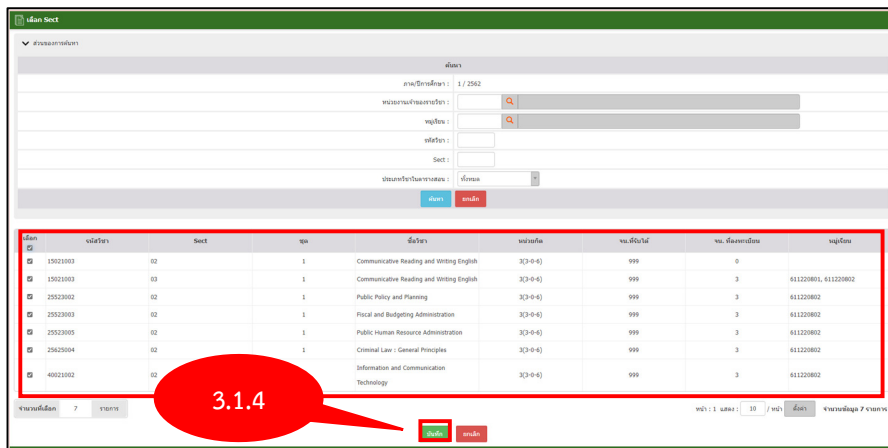 เลือก Sect
ส่วนของการค้นหา
ค้นหา
ภาค/ปีการศึกษา : 1 / 2562
หน่วยงานเจ้าของรายวิชา :
หมู่เรียน :
รหัสวิชา :
Sect :
ประเภทวิชาในตารางสอน : ทั้งหมด
ค้นหา ยกเลิก
เลือก รหัสวิชา Sect ชุด ชื่อวิชา หน่วยกิต จน.ที่รับได้ จน. ที่ลงทะเบียน หมู่เรียน
15021003 02 1 Communicative Reading and Writing English 3(3-0-6) 999 0
15021003 03 1 Communicative Reading and Writing English 3(3-0-6) 999 3 611220801, 611220802
25523002 02 1 Public Policy and Planning 3(3-0-6) 999 3 611220802
25523003 02 1 Fiscal and Budgeting Administration 3(3-0-6) 999 3 611220802
25523005 02 1 Public Human Resource Administration 3(3-0-6) 999 3 611220802
25625004 02 1 Criminal Law : General Principles 3(3-0-6) 999 3 611220802
40021002 02 Information and Communication Technology 3(3-0-6) 999 3 611220802
จำนวนที่เลือก 7 รายการ
3.1.4
หน้า : 1 แสดง : 10 / หน้า ตั้งค่า จำนวนข้อมูล 7 รายการ
บันทึก ยกเลิก